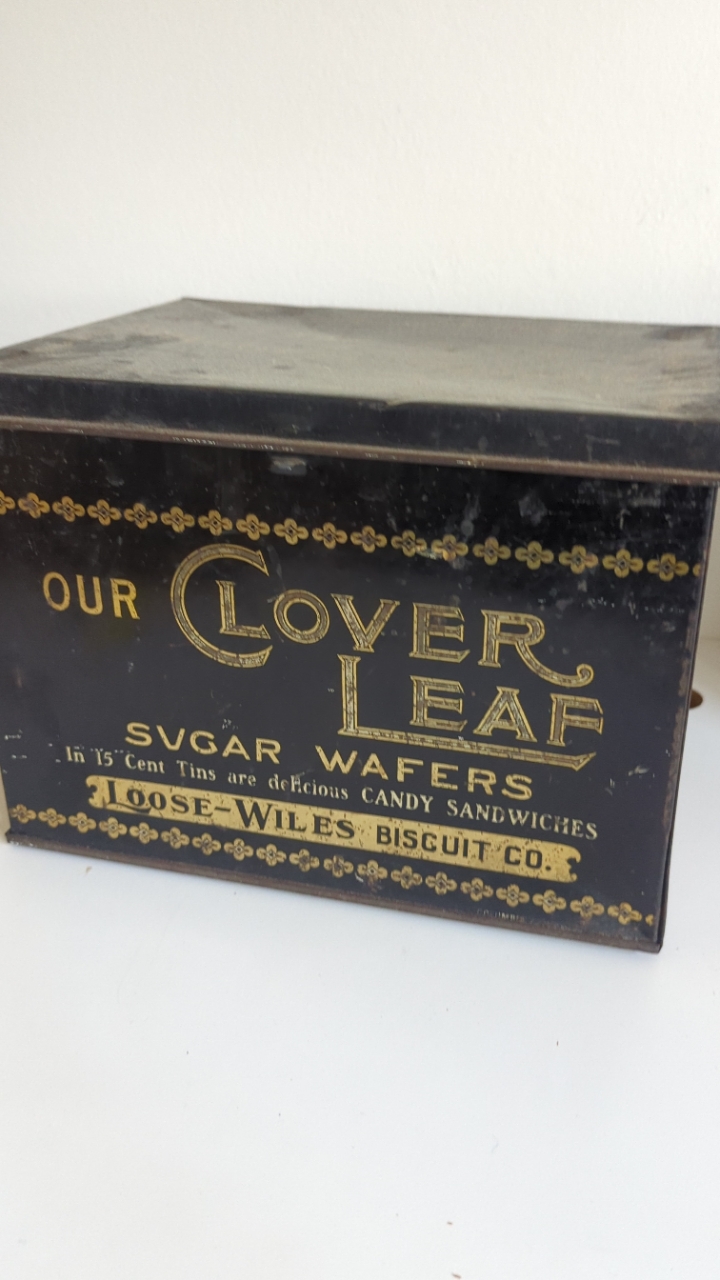 OUR CLOVER
LEAF
SVGAR WAFERS
In 15 Cent Tins are delicious CANDY SANDWICHES
LOOSE-WILES BISCUIT CO.